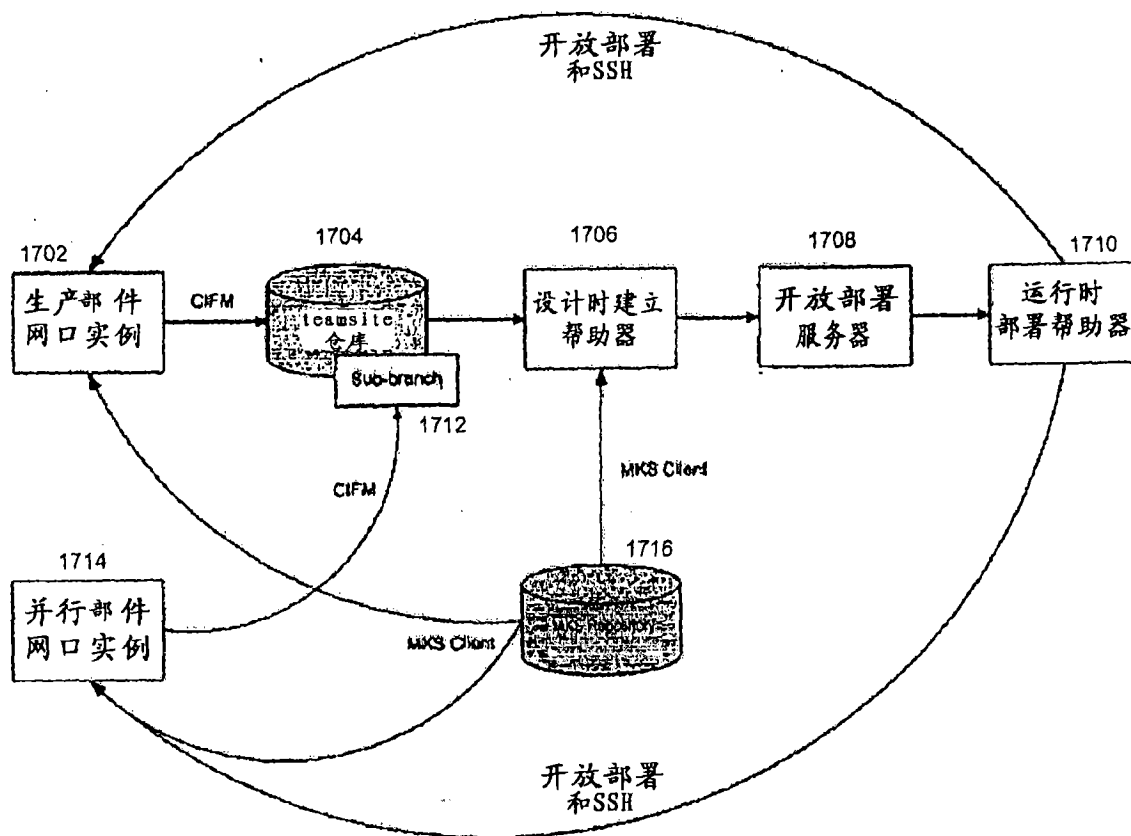 开放部署
和SSH
1702
生产部件
网口实例
CIFM
1704
teamsite
仓库
Sub-branch
1712
1706
设计时建立
帮助器
1708
开放部署
服务器
1710
运行时
部署帮助器
CIFM
MKS Client
1714
并行部件
网口实例
MKS Client
1716
MKS Repository
开放部署
和SSH